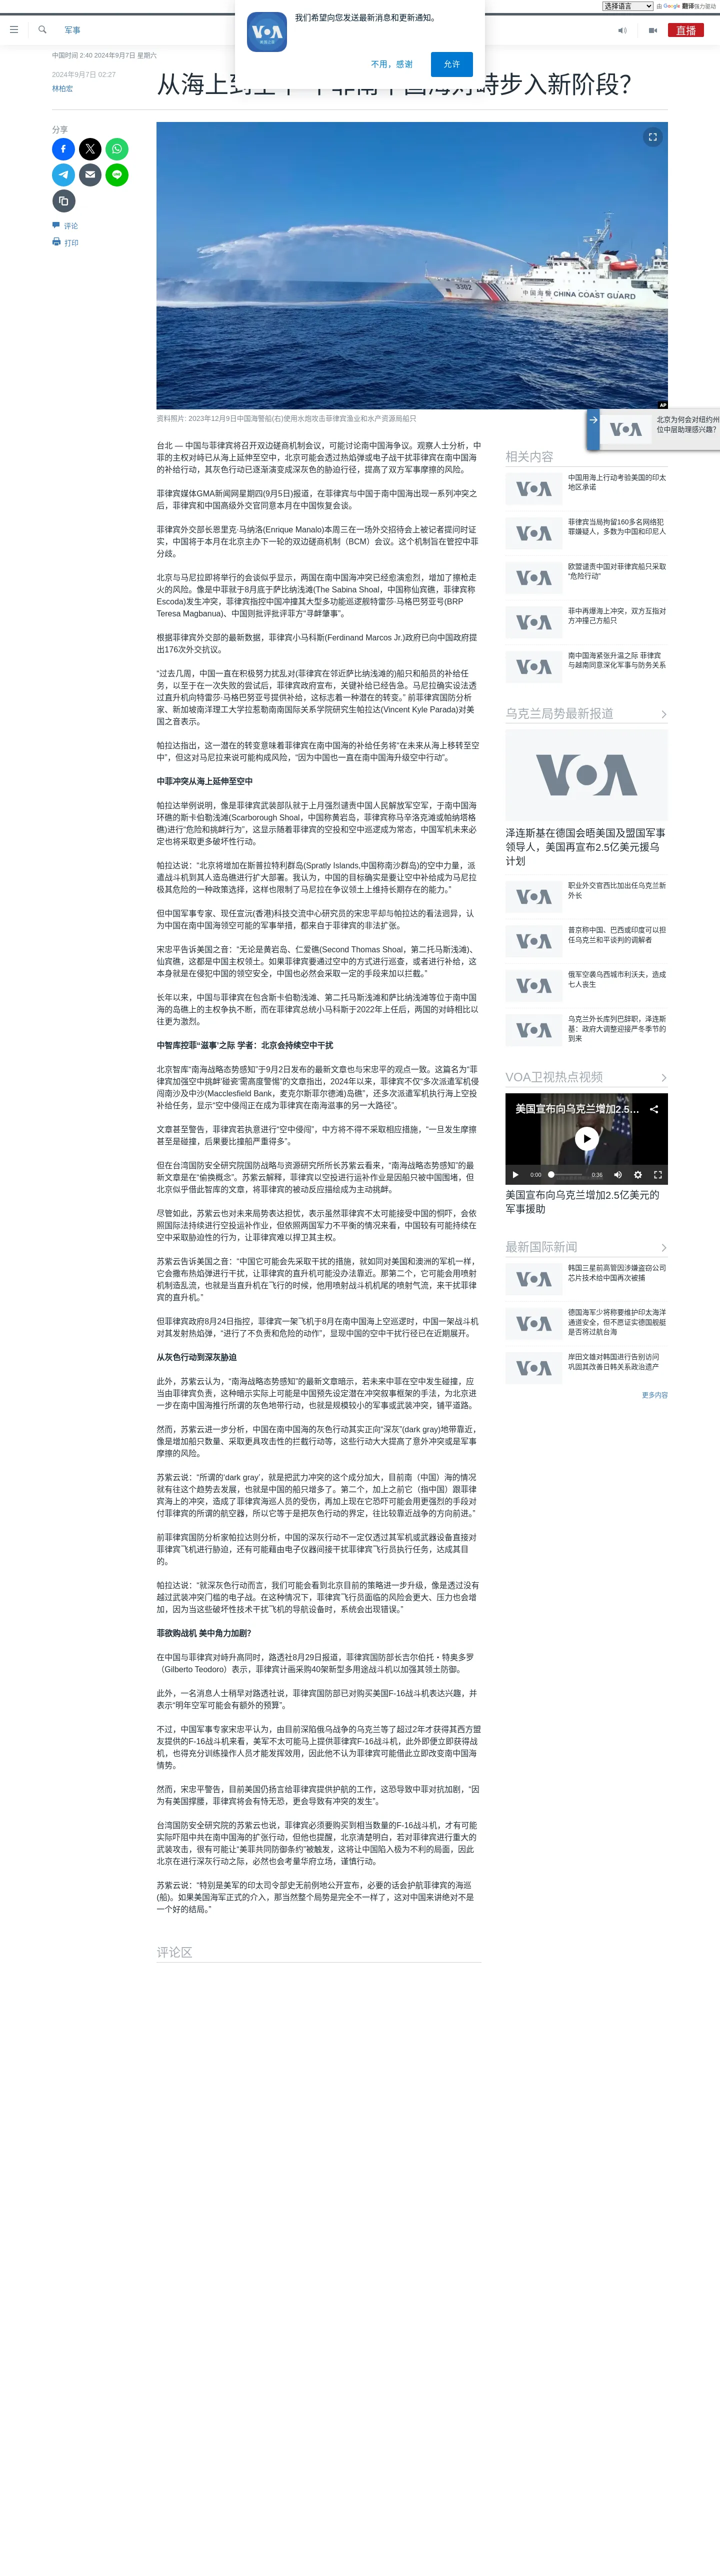 选择语言
由 Google 翻译强力驱动
我们希望向您发送最新消息和更新通知。
不用，感谢
允许
军事
直播
中国时间 2:40 2024年9月7日 星期六
2024年9月7日 02:27
林柏宏
分享
评论
打印
3302
中国海警 CHINA COAST GUARD
AP
资料照片: 2023年12月9日中国海警船(右)使用水炮攻击菲律宾渔业和水产资源局船只
台北 — 中国与菲律宾将召开双边磋商机制会议，可能讨论南中国海争议。观察人士分析，中
菲的主权对峙已从海上延伸至空中，北京可能会透过热焰弹或电子战干扰菲律宾在南中国海
的补给行动，其灰色行动已逐渐演变成深灰色的胁迫行径，提高了双方军事摩擦的风险。
菲律宾媒体GMA新闻网星期四(9月5日)报道，在菲律宾与中国于南中国海出现一系列冲突之
后，菲律宾和中国高级外交官同意本月在中国恢复会谈。
菲律宾外交部长恩里克·马纳洛(Enrique Manalo)本周三在一场外交招待会上被记者提问时证
实，中国将于本月在北京主办下一轮的双边磋商机制（BCM）会议。这个机制旨在管控中菲
分歧。
北京与马尼拉即将举行的会谈似乎显示，两国在南中国海冲突已经愈演愈烈，增加了擦枪走
火的风险。像是中菲就于8月底于萨比纳浅滩(The Sabina Shoal，中国称仙宾礁，菲律宾称
Escoda)发生冲突，菲律宾指控中国冲撞其大型多功能巡逻舰特雷莎·马格巴努亚号(BRP
Teresa Magbanua)、中国则批评批评菲方“寻衅肇事”。
根据菲律宾外交部的最新数据，菲律宾小马科斯(Ferdinand Marcos Jr.)政府已向中国政府提
出176次外交抗议。
“过去几周，中国一直在积极努力扰乱对(菲律宾在邻近萨比纳浅滩的)船只和船员的补给任
务，以至于在一次失败的尝试后，菲律宾政府宣布，关键补给已经告急。马尼拉确实设法透
过直升机向特雷莎·马格巴努亚号提供补给，这标志着一种潜在的转变。” 前菲律宾国防分析
家、新加坡南洋理工大学拉惹勒南南国际关系学院研究生帕拉达(Vincent Kyle Parada)对美
国之音表示。
帕拉达指出，这一潜在的转变意味着菲律宾在南中国海的补给任务将“在未来从海上移转至空
中”，但这对马尼拉来说可能构成风险，“因为中国也一直在南中国海升级空中行动”。
中菲冲突从海上延伸至空中
帕拉达举例说明，像是菲律宾武装部队就于上月强烈谴责中国人民解放军空军，于南中国海
环礁的斯卡伯勒浅滩(Scarborough Shoal，中国称黄岩岛，菲律宾称马辛洛克滩或帕纳塔格
礁)进行“危险和挑衅行为”，这显示随着菲律宾的空投和空中巡逻成为常态，中国军机未来必
定也将采取更多破坏性行动。
帕拉达说：“北京将增加在斯普拉特利群岛(Spratly Islands,中国称南沙群岛)的空中力量，派
遣战斗机到其人造岛礁进行扩大部署。我认为，中国的目标确实是要让空中补给成为马尼拉
极其危险的一种政策选择，这样也限制了马尼拉在争议领土上维持长期存在的能力。”
但中国军事专家、现任宣沅(香港)科技交流中心研究员的宋忠平却与帕拉达的看法迥异，认
为中国在南中国海领空可能的军事举措，都来自于菲律宾的非法扩张。
宋忠平告诉美国之音：“无论是黄岩岛、仁爱礁(Second Thomas Shoal，第二托马斯浅滩)、
仙宾礁，这都是中国主权领土。如果菲律宾要通过空中的方式进行巡查，或者进行补给，这
本身就是在侵犯中国的领空安全，中国也必然会采取一定的手段来加以拦截。”
长年以来，中国与菲律宾在包含斯卡伯勒浅滩、第二托马斯浅滩和萨比纳浅滩等位于南中国
海的岛礁上的主权争执不断，而在菲律宾总统小马科斯于2022年上任后，两国的对峙相比以
往更为激烈。
中智库控菲“滋事”之际 学者：北京会持续空中干扰
北京智库“南海战略态势感知”于9月2日发布的最新文章也与宋忠平的观点一致。这篇名为“菲
律宾加强空中挑衅‘碰瓷’需高度警惕”的文章指出，2024年以来，菲律宾不仅“多次派遣军机侵
闯南沙及中沙(Macclesfield Bank，麦克尔斯菲尔德滩)岛礁”，还多次派遣军机执行海上空投
补给任务，显示“空中侵闯正在成为菲律宾在南海滋事的另一大路径”。
文章甚至警告，菲律宾若执意进行“空中侵闯”，中方将不得不采取相应措施，“一旦发生摩擦
甚至是碰撞，后果要比撞船严重得多”。
但在台湾国防安全研究院国防战略与资源研究所所长苏紫云看来，“南海战略态势感知”的最
新文章是在“偷换概念”。苏紫云解释，菲律宾以空投进行运补作业是因船只被中国围堵，但
北京似乎借此智库的文章，将菲律宾的被动反应描绘成为主动挑衅。
尽管如此，苏紫云也对未来局势表达担忧，表示虽然菲律宾不太可能接受中国的恫吓，会依
照国际法持续进行空投运补作业，但依照两国军力不平衡的情况来看，中国较有可能持续在
空中采取胁迫性的行为，让菲律宾难以捍卫其主权。
苏紫云告诉美国之音：“中国它可能会先采取干扰的措施，就如同对美国和澳洲的军机一样，
它会撒布热焰弹进行干扰，让菲律宾的直升机可能没办法靠近。那第二个，它可能会用喷射
机制造乱流，也就是当直升机在飞行的时候，他用喷射战斗机机尾的喷射气流，来干扰菲律
宾的直升机。”
但菲律宾政府8月24日指控，菲律宾一架飞机于8月在南中国海上空巡逻时，中国一架战斗机
对其发射热焰弹，“进行了不负责和危险的动作”，显现中国的空中干扰行径已在近期展开。
从灰色行动到深灰胁迫
此外，苏紫云认为，“南海战略态势感知”的最新文章暗示，若未来中菲在空中发生碰撞，应
当由菲律宾负责，这种暗示实际上可能是中国预先设定潜在冲突叙事框架的手法，为北京进
一步在南中国海推行所谓的灰色地带行动，也就是规模较小的军事或武装冲突，铺平道路。
然而，苏紫云进一步分析，中国在南中国海的灰色行动其实正向“深灰”(dark gray)地带靠近，
像是增加船只数量、采取更具攻击性的拦截行动等，这些行动大大提高了意外冲突或是军事
摩擦的风险。
苏紫云说：“所谓的‘dark gray’，就是把武力冲突的这个成分加大，目前南（中国）海的情况
就有往这个趋势去发展，也就是中国的船只增多了。第二个，加上之前它（指中国）跟菲律
宾海上的冲突，造成了菲律宾海巡人员的受伤，再加上现在它恐吓可能会用更强烈的手段对
付菲律宾的所谓的航空器，所以它等于是把灰色行动的界定，往比较靠近战争的方向前进。”
前菲律宾国防分析家帕拉达则分析，中国的深灰行动不一定仅透过其军机或武器设备直接对
菲律宾飞机进行胁迫，还有可能藉由电子仪器间接干扰菲律宾飞行员执行任务，达成其目
的。
帕拉达说：“就深灰色行动而言，我们可能会看到北京目前的策略进一步升级，像是透过没有
越过武装冲突门槛的电子战。在这种情况下，菲律宾飞行员面临的风险会更大、压力也会增
加，因为当这些破坏性技术干扰飞机的导航设备时，系统会出现错误。”
菲欲购战机 美中角力加剧？
在中国与菲律宾对峙升高同时，路透社8月29日报道，菲律宾国防部长吉尔伯托・特奥多罗
（Gilberto Teodoro）表示，菲律宾计画采购40架新型多用途战斗机以加强其领土防御。
此外，一名消息人士稍早对路透社说，菲律宾国防部已对购买美国F-16战斗机表达兴趣，并
表示“明年空军可能会有额外的预算”。
不过，中国军事专家宋忠平认为，由目前深陷俄乌战争的乌克兰等了超过2年才获得其西方盟
友提供的F-16战斗机来看，美军不太可能马上提供菲律宾F-16战斗机，此外即便立即获得战
机，也得充分训练操作人员才能发挥效用，因此他不认为菲律宾可能借此立即改变南中国海
情势。
然而，宋忠平警告，目前美国仍扬言给菲律宾提供护航的工作，这恐导致中菲对抗加剧，“因
为有美国撑腰，菲律宾将会有恃无恐，更会导致有冲突的发生”。
台湾国防安全研究院的苏紫云也说，菲律宾必须要购买到相当数量的F-16战斗机，才有可能
实际吓阻中共在南中国海的扩张行动，但他也提醒，北京清楚明白，若对菲律宾进行重大的
武装攻击，很有可能让“美菲共同防御条约”被触发，这将让中国陷入极为不利的局面，因此
北京在进行深灰行动之际，必然也会考量华府立场，谨慎行动。
苏紫云说：“特别是美军的印太司令部史无前例地公开宣布，必要的话会护航菲律宾的海巡
(船)。如果美国海军正式的介入，那当然整个局势是完全不一样了，这对中国来讲绝对不是
一个好的结局。”
评论区
北京为何会对纽约州
位中层助理感兴趣？
相关内容
中国用海上行动考验美国的印太
地区承诺
菲律宾当局拘留160多名网络犯
罪嫌疑人，多数为中国和印尼人
欧盟谴责中国对菲律宾船只采取
“危险行动”
菲中再爆海上冲突，双方互指对
方冲撞己方船只
南中国海紧张升温之际 菲律宾
与越南同意深化军事与防务关系
乌克兰局势最新报道
泽连斯基在德国会晤美国及盟国军事
领导人，美国再宣布2.5亿美元援乌
计划
职业外交官西比加出任乌克兰新
外长
普京称中国、巴西或印度可以担
任乌克兰和平谈判的调解者
俄军空袭乌西城市利沃夫，造成
七人丧生
乌克兰外长库列巴辞职，泽连斯
基：政府大调整迎接严冬季节的
到来
VOA卫视热点视频
美国宣布向乌克兰增加2.5...
0:00
0:36
美国宣布向乌克兰增加2.5亿美元的
军事援助
最新国际新闻
韩国三星前高管因涉嫌盗窃公司
芯片技术给中国再次被捕
德国海军少将称要维护印太海洋
通道安全，但不愿证实德国舰艇
是否将过航台海
岸田文雄对韩国进行告别访问
巩固其改善日韩关系政治遗产
更多内容